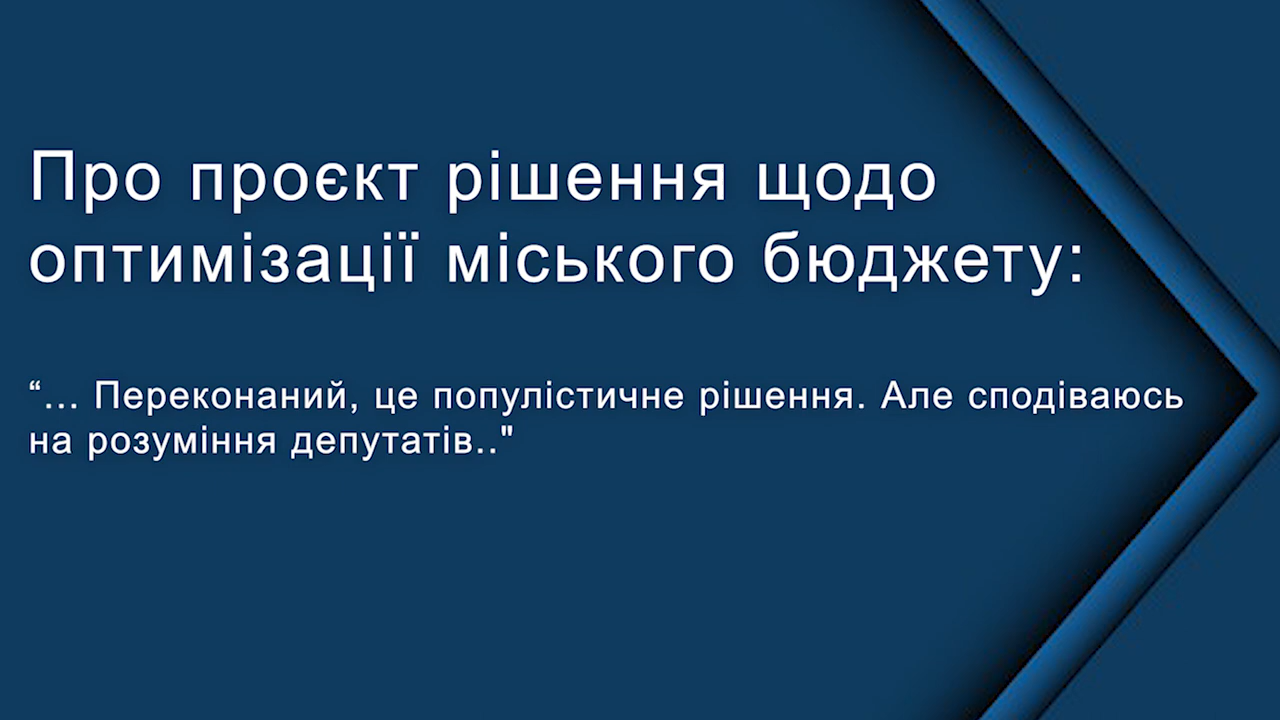 Про проєкт рішення щодо
оптимізації міського бюджету:
“... Переконаний, це популістичне рішення. Але сподіваюсь
на розуміння депутатів.."